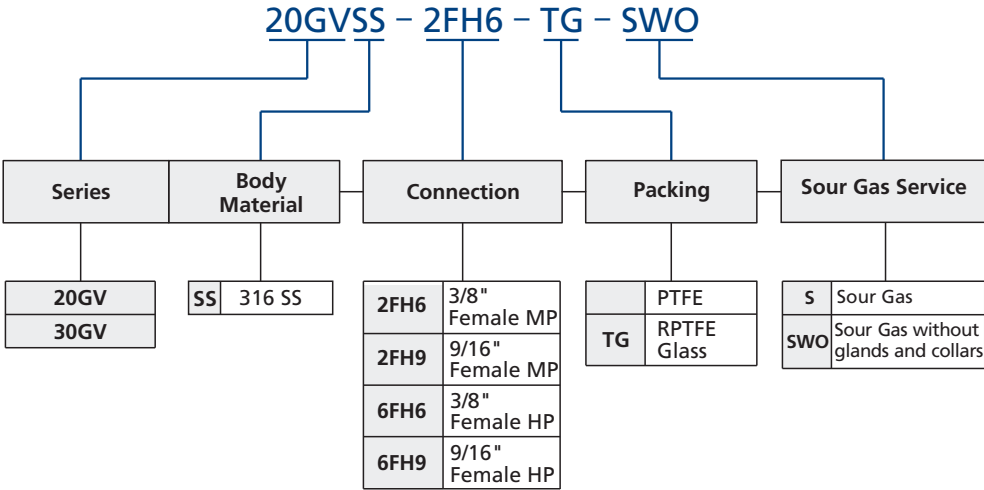 20GVSS – 2FH6 – TG – SWO
Series
Body
Material
Connection
Packing
Sour Gas Service
20GV
30GV
SS 316 SS
2FH6 3/8"
Female MP
2FH9 9/16"
Female MP
6FH6 3/8"
Female HP
6FH9 9/16"
Female HP
PTFE
TG RPTFE
Glass
S Sour Gas
SWO Sour Gas without
glands and collars